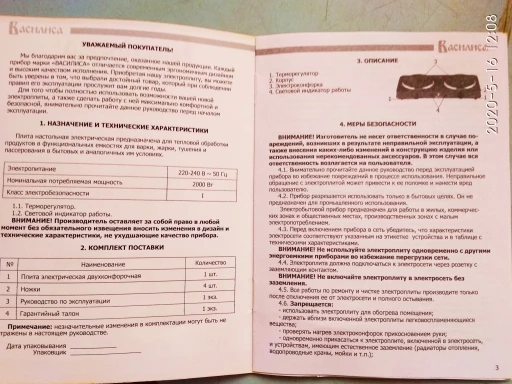 Василиса
УВАЖАЕМЫЙ ПОКУПАТЕЛЬ!
Мы благодарим вас за предпочтение, оказанное нашей продукции. Каждый
прибор марки «ВАСИЛИСА» отличается современным эргономичным дизайном
и высоким качеством исполнения. Приобретая нашу электроплиту, вы можете
быть уверены в том, что выбрали достойный товар, который при соблюдении
правил его эксплуатации прослужит вам долгие годы.
Для того чтобы полностью использовать возможности вашей новой
электроплиты, а также сделать работу с ней максимально комфортной и
безопасной, внимательно прочитайте данное руководство перед началом
эксплуатации.
1. НАЗНАЧЕНИЕ И ТЕХНИЧЕСКИЕ ХАРАКТЕРИСТИКИ
Плита настольная электрическая предназначена для тепловой обработки
продуктов в функциональных емкостях для варки, жарки, тушения и
пассерования в бытовых и аналогичных им условиях.
Электропитание 220-240 В ~ 50 Гц
Номинальная потребляемая мощность 2000 Вт
Класс электробезопасности I
1.1. Терморегулятор.
1.2. Световой индикатор работы.
ВНИМАНИЕ! Производитель оставляет за собой право в любой
момент без обязательного извещения вносить изменения в дизайн и
технические характеристики, не ухудшающие качество прибора.
2. КОМПЛЕКТ ПОСТАВКИ
№ Наименование Количество
1 Плита электрическая двухконфорочная 1 шт.
2 Ножки 4 шт.
3 Руководство по эксплуатации 1 экз.
4 Гарантийный талон 1 экз.
Примечание: незначительные изменения в комплектации могут быть не
отражены в настоящем руководстве.
Дата упаковывания
Упаковщик
Василиса
3. ОПИСАНИЕ
1. Терморегулятор
2. Корпус
3. Электроконфорка
4. Световой индикатор работы
4. МЕРЫ БЕЗОПАСНОСТИ
ВНИМАНИЕ! Изготовитель не несет ответственности в случае по-
вреждений, возникших в результате неправильной эксплуатации, а
также внесения каких-либо изменений в конструкцию изделия или
использования нерекомендованных аксессуаров. В этом случае вся
ответственность возлагается на пользователя.
4.1. Внимательно прочитайте данное руководство перед эксплуатацией
прибора во избежание повреждений в процессе использования. Неправильное
обращение с электроплитой может привести к ее поломке и нанести вред
пользователю.
4.2. Прибор разрешается использовать только по его прямому назначению.
Не предназначен для промышленного использования.
Электробытовой прибор предназначен для работы в жилых, коммерчес-
ких зонах и общественных местах, производственных зонах с малым
электропотреблением.
4.3. Перед включением прибора в сеть убедитесь, что характеристики
электросети соответствуют указанным на этикетке устройства и в таблице с
техническими характеристиками.
ВНИМАНИЕ! Не используйте электроплиту одновременно с другими
энергоемкими приборами во избежание перегрузки сети.
4.4. Электроплита должна подключаться к электросети через розетку с
заземляющим контактом.
ВНИМАНИЕ! Не включайте электроплиту в электросеть без
заземления.
4.5. Все работы по ремонту и чистке электроплиты производите только
после отключения ее от электросети и полного остывания.
4.6. Запрещается:
- использовать электроплиту для обогрева помещения;
- держать вблизи включенной электроплиты легковоспламеняющиеся
вещества;
- проверять нагрев электроконфорок прикосновением руки;
- одновременно прикасаться к электроплите, включенной в электросеть,
и устройствам, имеющим естественное заземление (радиаторы отопления,
водопроводные краны, мойки и т.п.);
3
2020-5-16 12:08